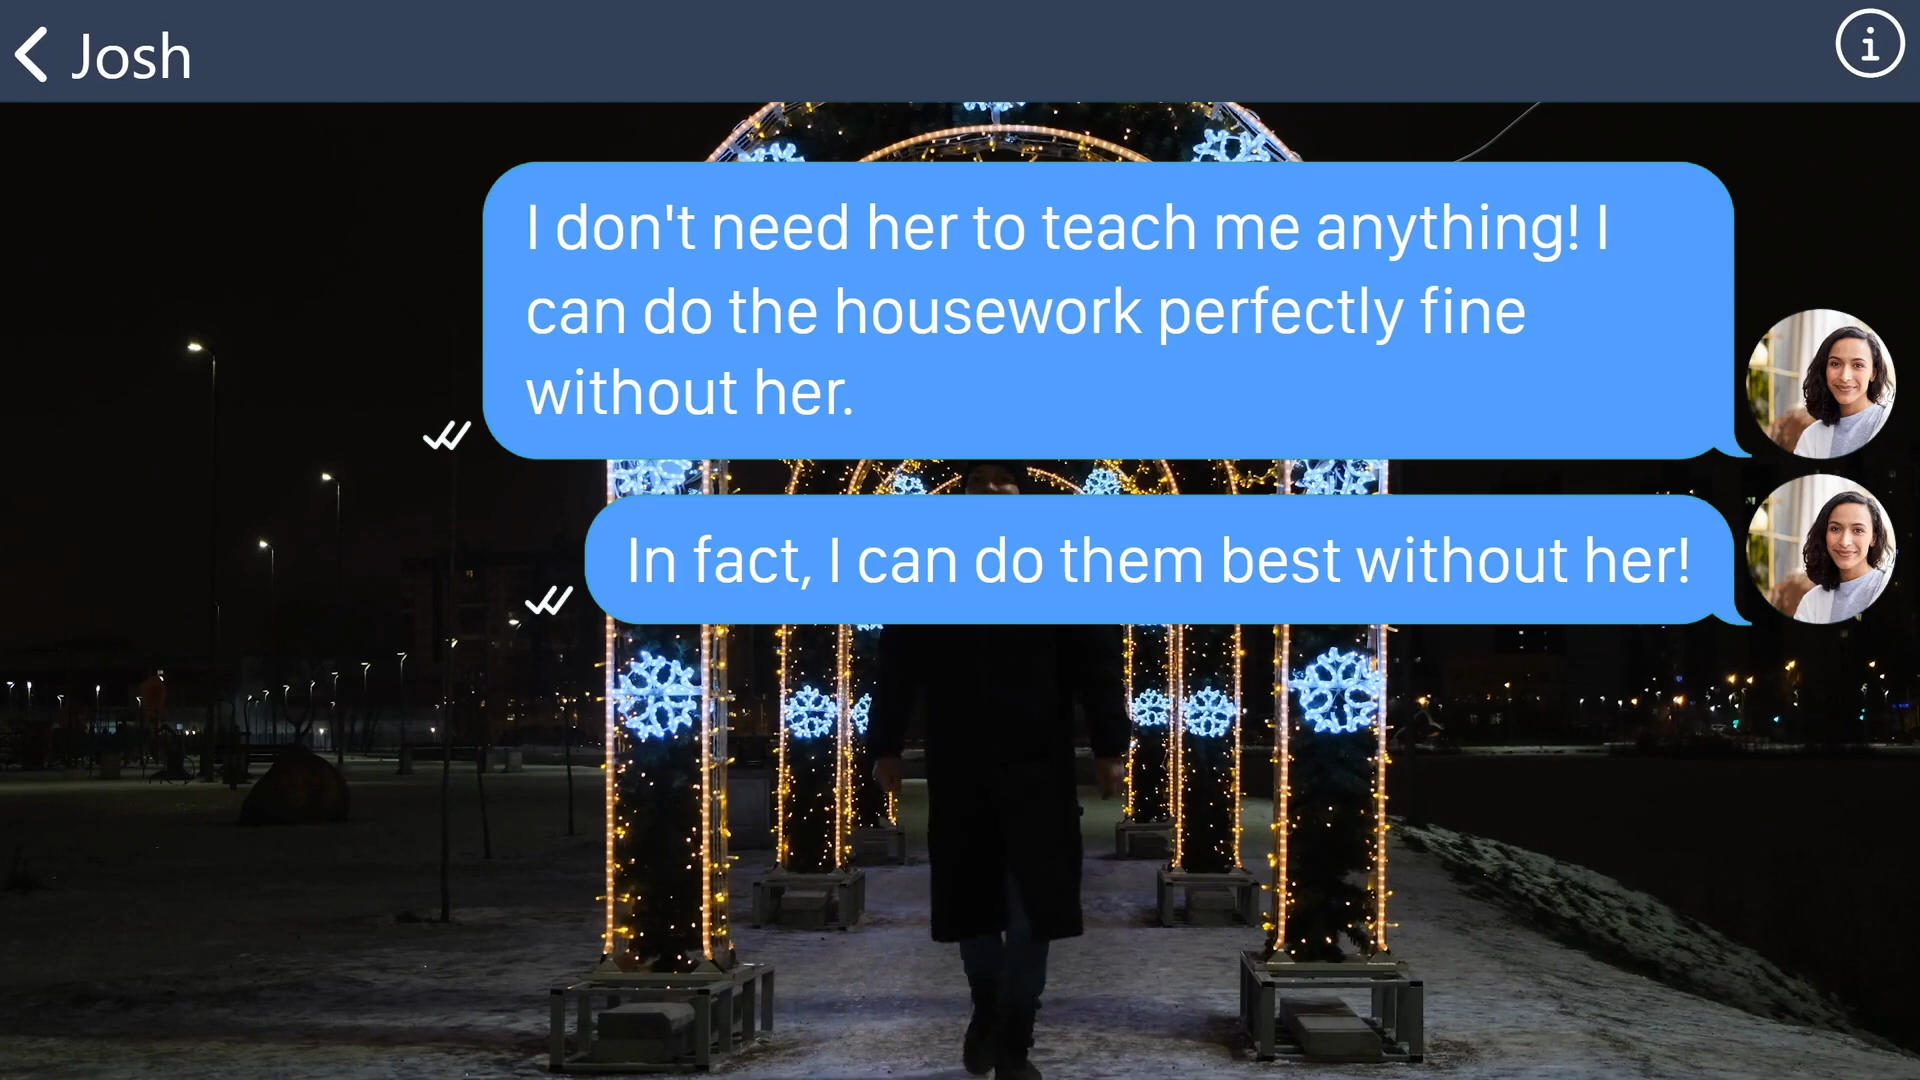 Josh
I don't need her to teach me anything! I
can do the housework perfectly fine
without her.
In fact, I can do them best without her!